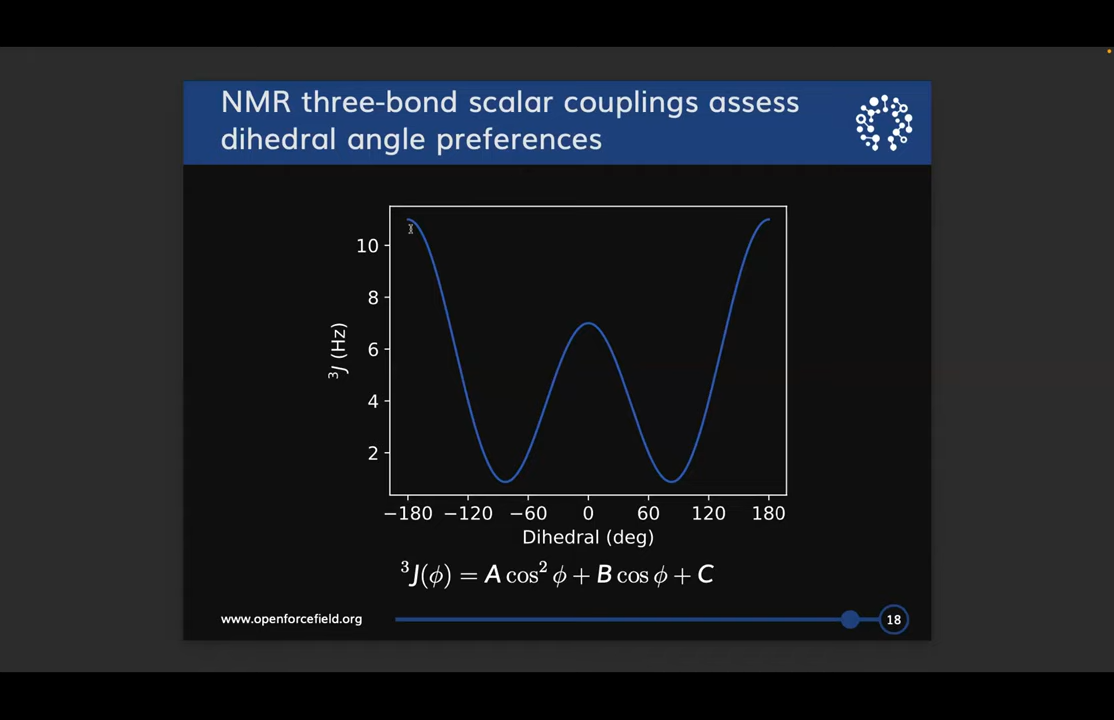 NMR three-bond scalar couplings assess
dihedral angle preferences
10
8
6
4
2
³J (Hz)
−180 −120 −60 0 60 120 180
Dihedral (deg)
³J(ϕ) = A cos² ϕ + B cos ϕ + C
www.openforcefield.org
18